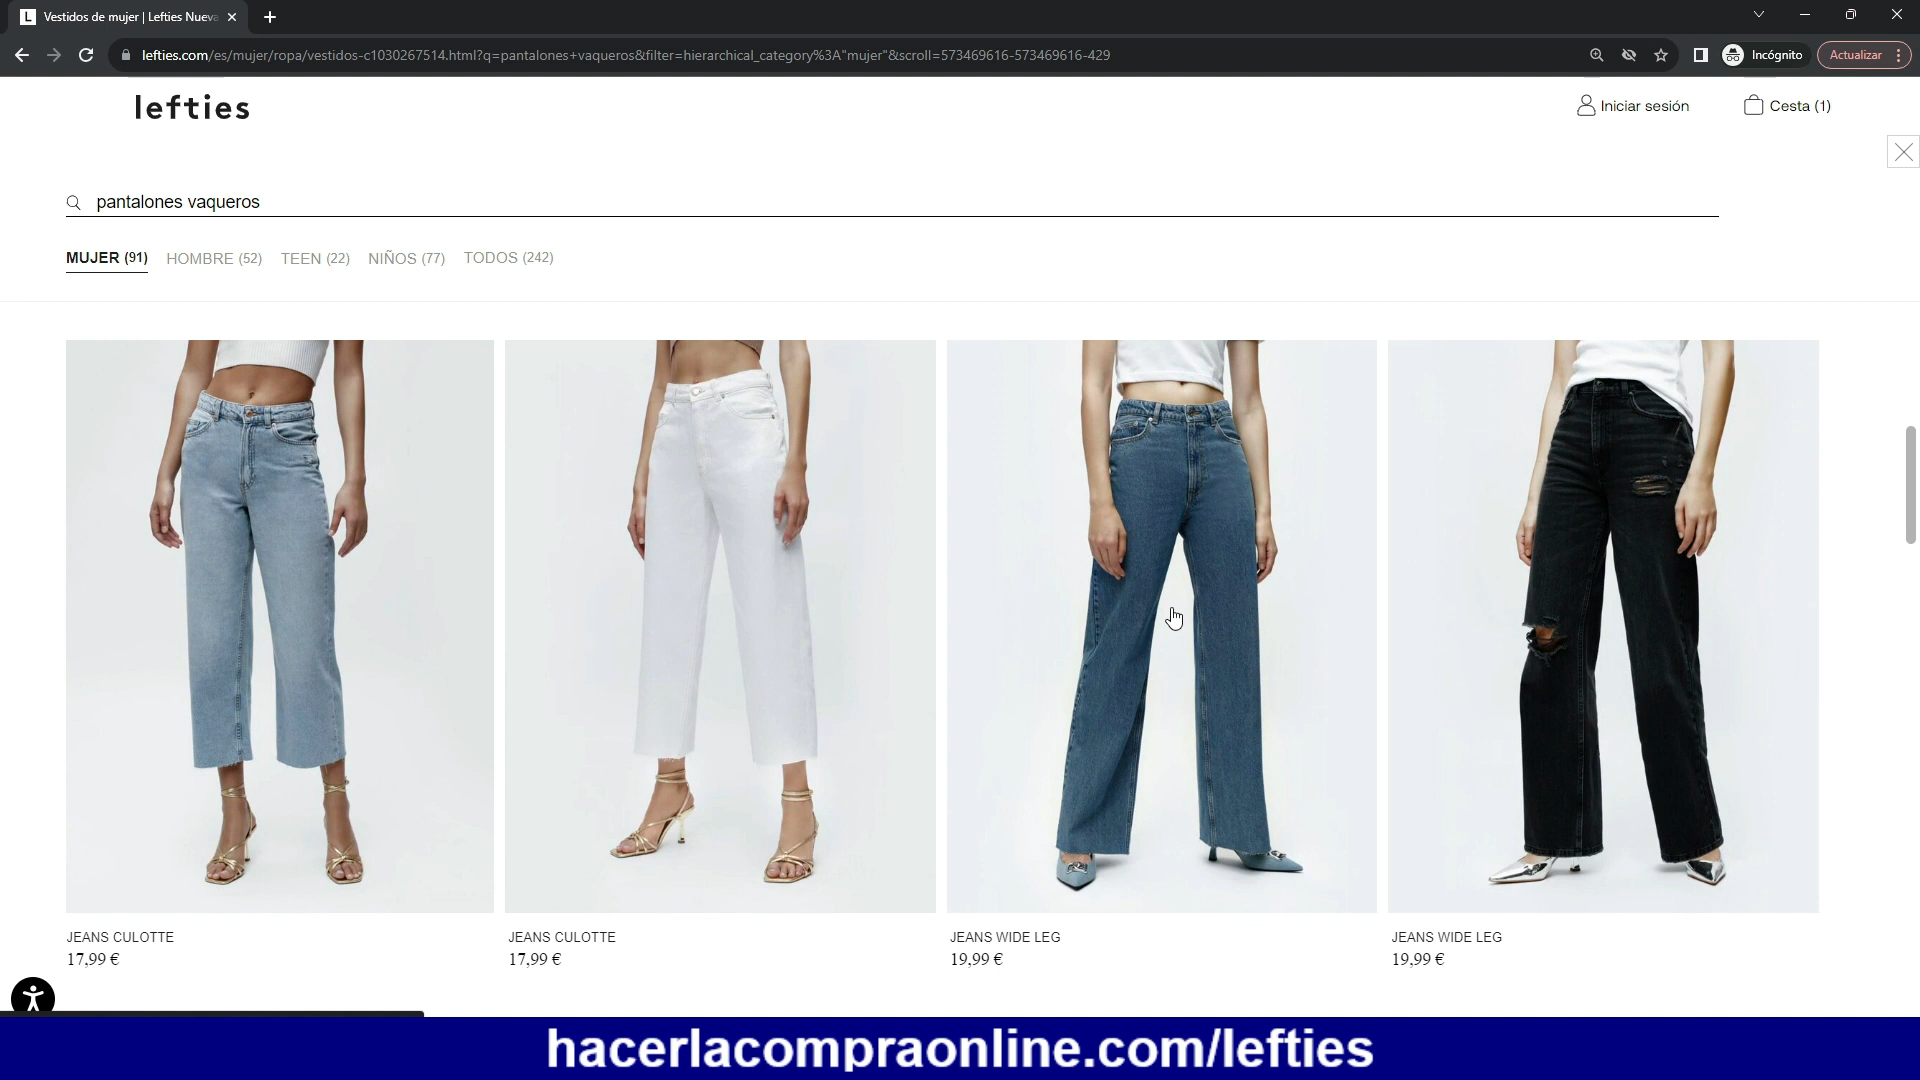 L Vestidos de mujer | Lefties Nueva
lefties.com/es/mujer/ropa/vestidos-c1030267514.html?q=pantalones+vaqueros&filter=hierarchical_category%3A"mujer"&scroll=573469616-573469616-429
Incógnito
Actualizar
lefties
Iniciar sesión
Cesta (1)
pantalones vaqueros
MUJER (91) HOMBRE (52) TEEN (22) NIÑOS (77) TODOS (242)
JEANS CULOTTE
17,99 €
JEANS CULOTTE
17,99 €
JEANS WIDE LEG
19,99 €
JEANS WIDE LEG
19,99 €
hacerlacompraonline.com/lefties